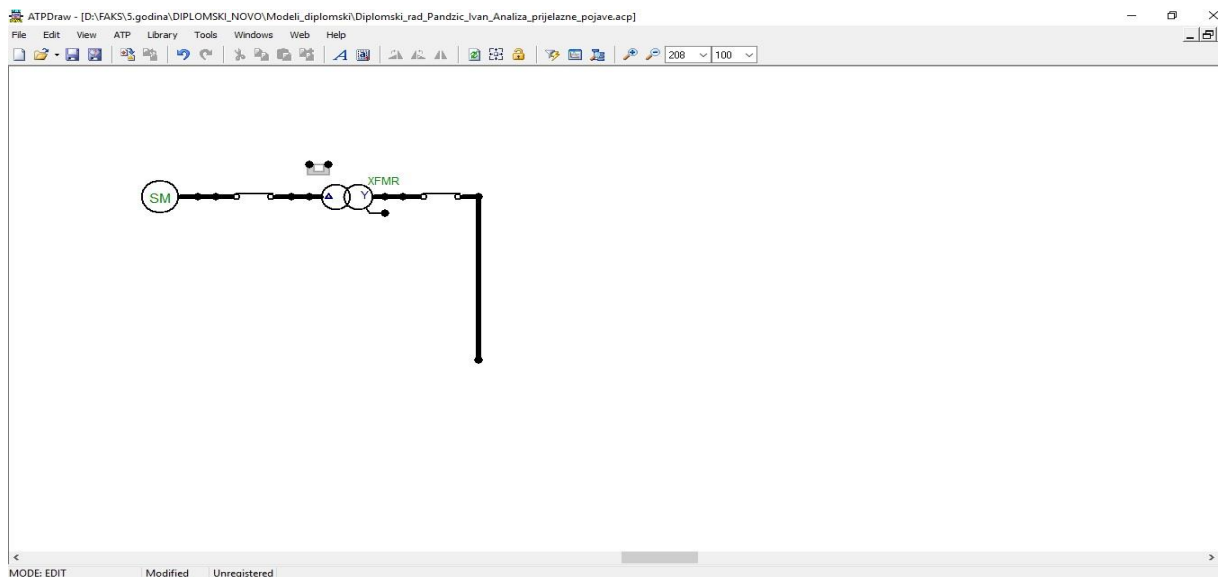 ATPDraw - [D:\FAKS\5.godina\DIPLOMSKI_NOVO\Modeli_diplomski\Diplomski_rad_Pandzic_Ivan_Analiza_prijelazne_pojave.acp]
File Edit View ATP Library Tools Windows Web Help
208 100
XFMR
SM
Y
MODE: EDIT Modified Unregistered